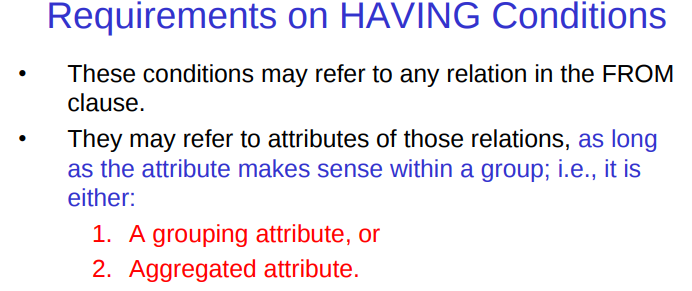 Requirements on HAVING Conditions
• These conditions may refer to any relation in the FROM
clause.
• They may refer to attributes of those relations, as long
as the attribute makes sense within a group; i.e., it is
either:
1. A grouping attribute, or
2. Aggregated attribute.